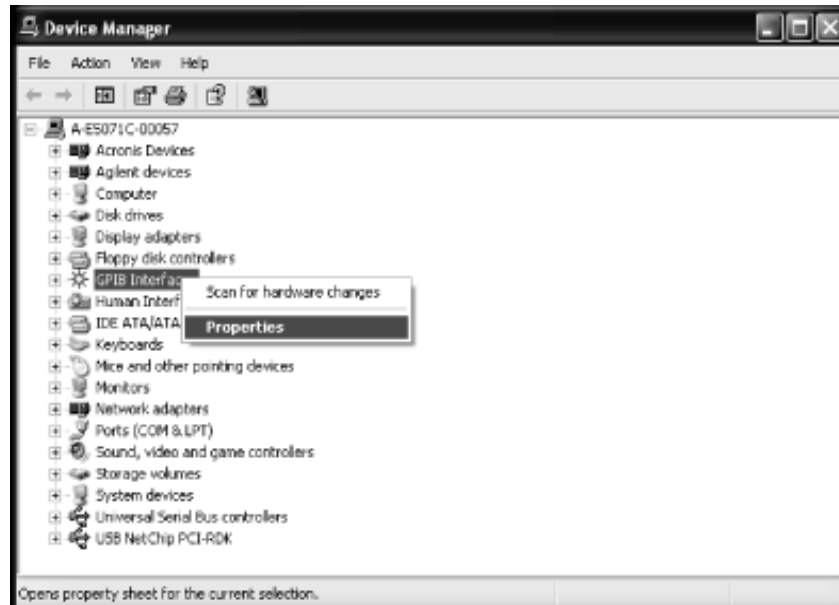 Device Manager
File Action View Help
A-E5071C-00057
Acronis Devices
Agilent devices
Computer
Disk drives
Display adapters
Floppy disk controllers
GPIB Interfac
Scan for hardware changes
Human Interf
Properties
IDE ATA/ATA
Keyboards
Mice and other pointing devices
Monitors
Network adapters
Ports (COM & LPT)
Sound, video and game controllers
Storage volumes
System devices
Universal Serial Bus controllers
USB NetChip PCI-RDK
Opens property sheet for the current selection.